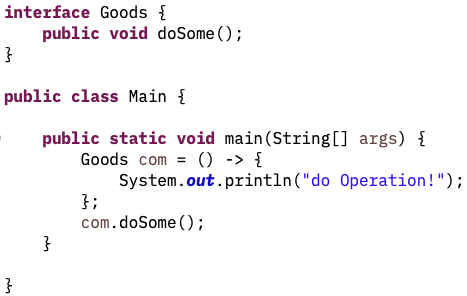 interface Goods {
    public void doSome();
}

public class Main {

    public static void main(String[] args) {
        Goods com = () -> {
            System.out.println("do Operation!");
        };
        com.doSome();
    }

}